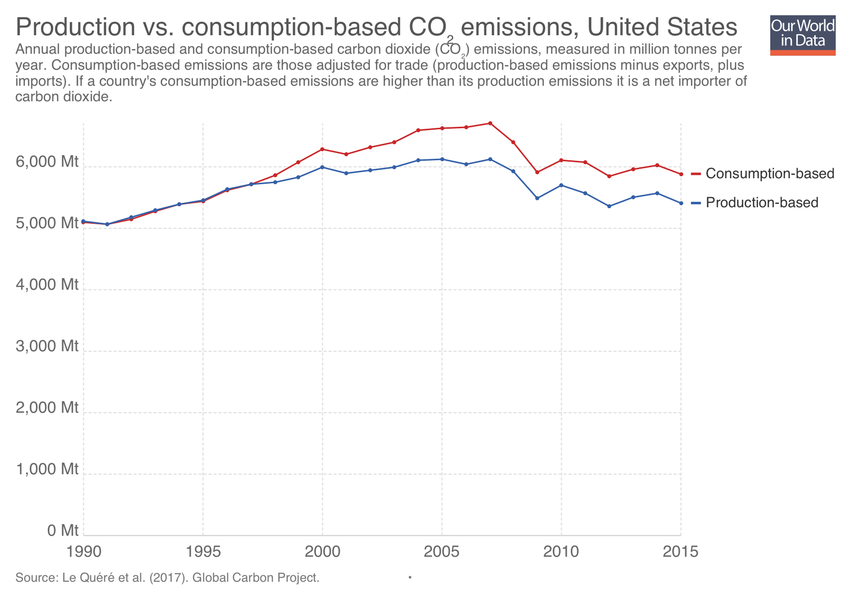 Production vs. consumption-based CO₂ emissions, United States
Our World
in Data
Annual production-based and consumption-based carbon dioxide (CO₂) emissions, measured in million tonnes per
year. Consumption-based emissions are those adjusted for trade (production-based emissions minus exports, plus
imports). If a country's consumption-based emissions are higher than its production emissions it is a net importer of
carbon dioxide.
6,000 Mt
Consumption-based
Production-based
5,000 Mt
4,000 Mt
3,000 Mt
2,000 Mt
1,000 Mt
0 Mt
1990 1995 2000 2005 2010 2015
Source: Le Quéré et al. (2017). Global Carbon Project.